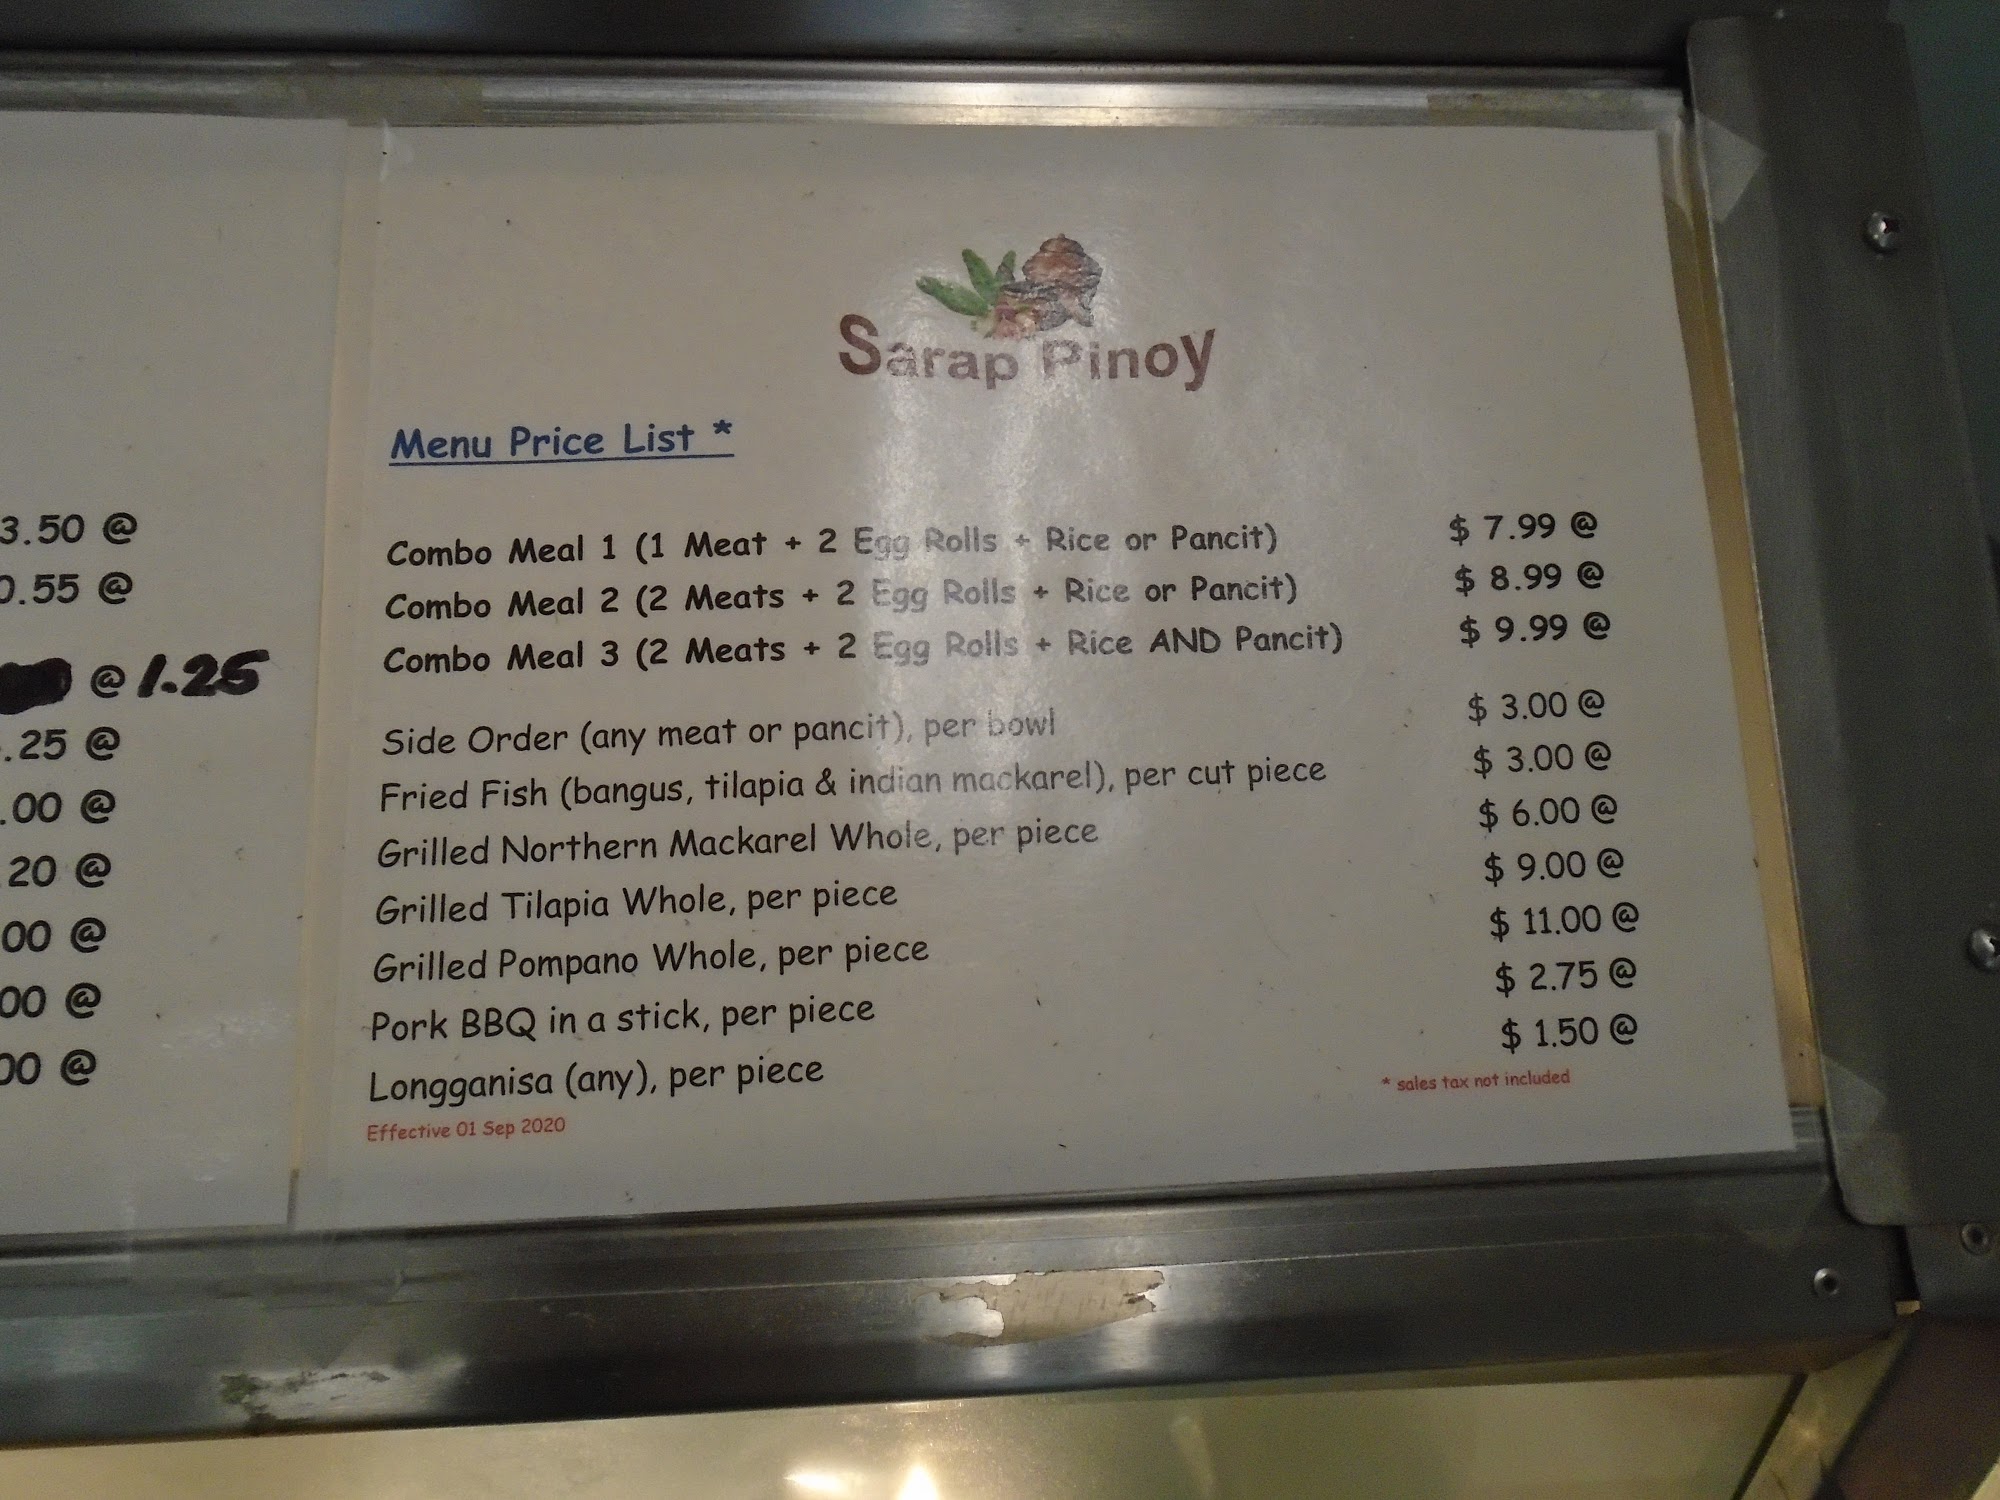 3.50 @
0.55 @
@ 1.25
.25 @
.00 @
.20 @
00 @
00 @
00 @
Sarap Pinoy
Menu Price List *
Combo Meal 1 (1 Meat + 2 Egg Rolls + Rice or Pancit) $ 7.99 @
Combo Meal 2 (2 Meats + 2 Egg Rolls + Rice or Pancit) $ 8.99 @
Combo Meal 3 (2 Meats + 2 Egg Rolls + Rice AND Pancit) $ 9.99 @
Side Order (any meat or pancit), per bowl $ 3.00 @
Fried Fish (bangus, tilapia & indian mackarel), per cut piece $ 3.00 @
Grilled Northern Mackarel Whole, per piece $ 6.00 @
Grilled Tilapia Whole, per piece $ 9.00 @
Grilled Pompano Whole, per piece $ 11.00 @
Pork BBQ in a stick, per piece $ 2.75 @
Longganisa (any), per piece $ 1.50 @
Effective 01 Sep 2020 * sales tax not included